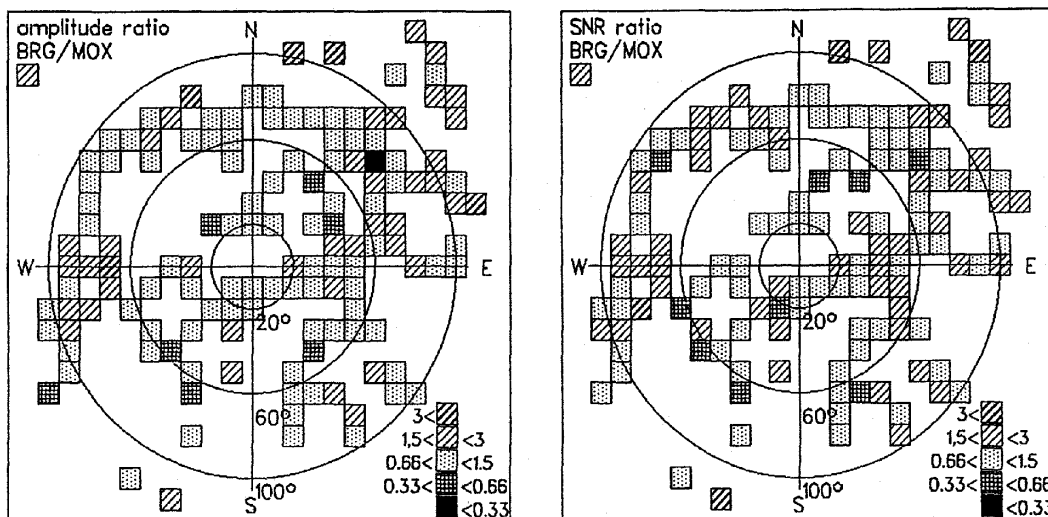 amplitude ratio
BRG/MOX
N
W
E
20°
60°
100°
S
3<
1,5< <3
0.66< <1.5
0.33< <0.66
<0.33
SNR ratio
BRG/MOX
N
W
E
20°
60°
100°
S
3<
1,5< <3
0.66< <1.5
0.33< <0.66
<0.33